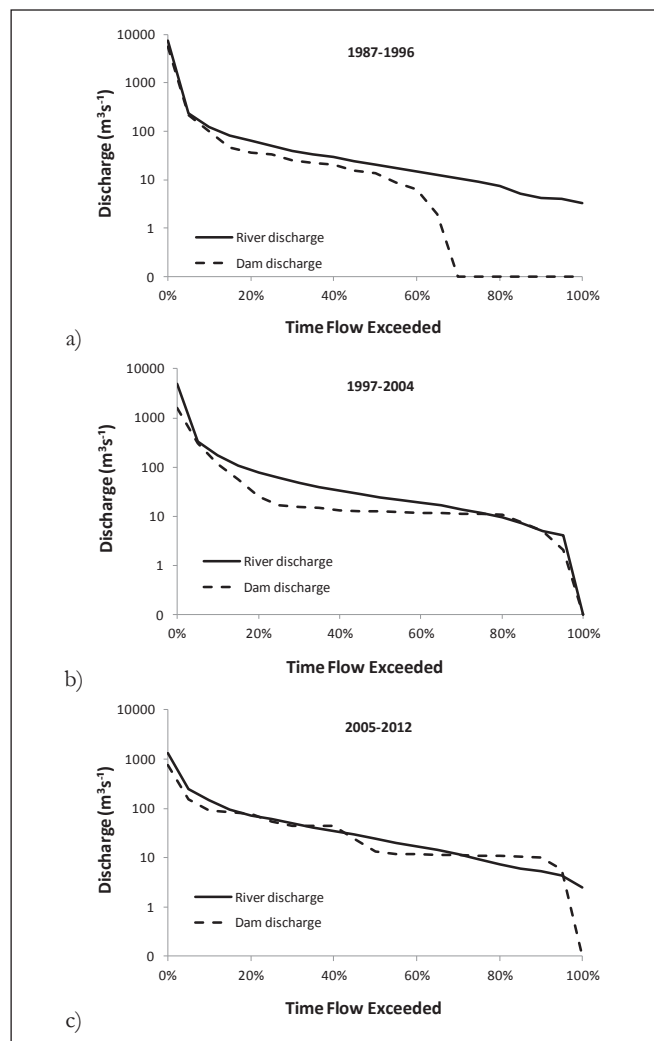 1987-1996
Discharge (m³s⁻¹)
10000
1000
100
10
1
0
River discharge
Dam discharge
0% 20% 40% 60% 80% 100%
Time Flow Exceeded
a)
1997-2004
Discharge (m³s⁻¹)
10000
1000
100
10
1
0
River discharge
Dam discharge
0% 20% 40% 60% 80% 100%
Time Flow Exceeded
b)
2005-2012
Discharge (m³s⁻¹)
10000
1000
100
10
1
0
River discharge
Dam discharge
0% 20% 40% 60% 80% 100%
Time Flow Exceeded
c)